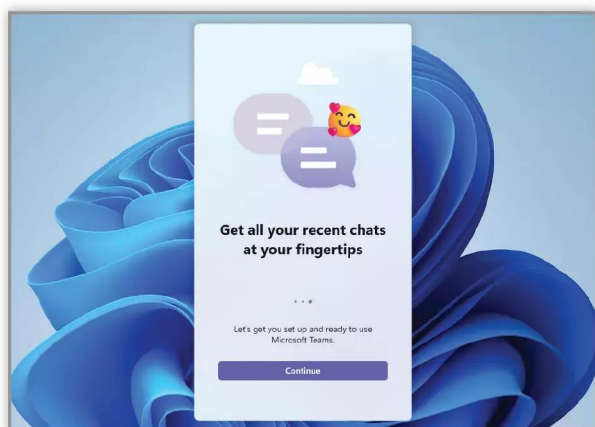 Get all your recent chats
at your fingertips
Let's get you set up and ready to use
Microsoft Teams.
Continue